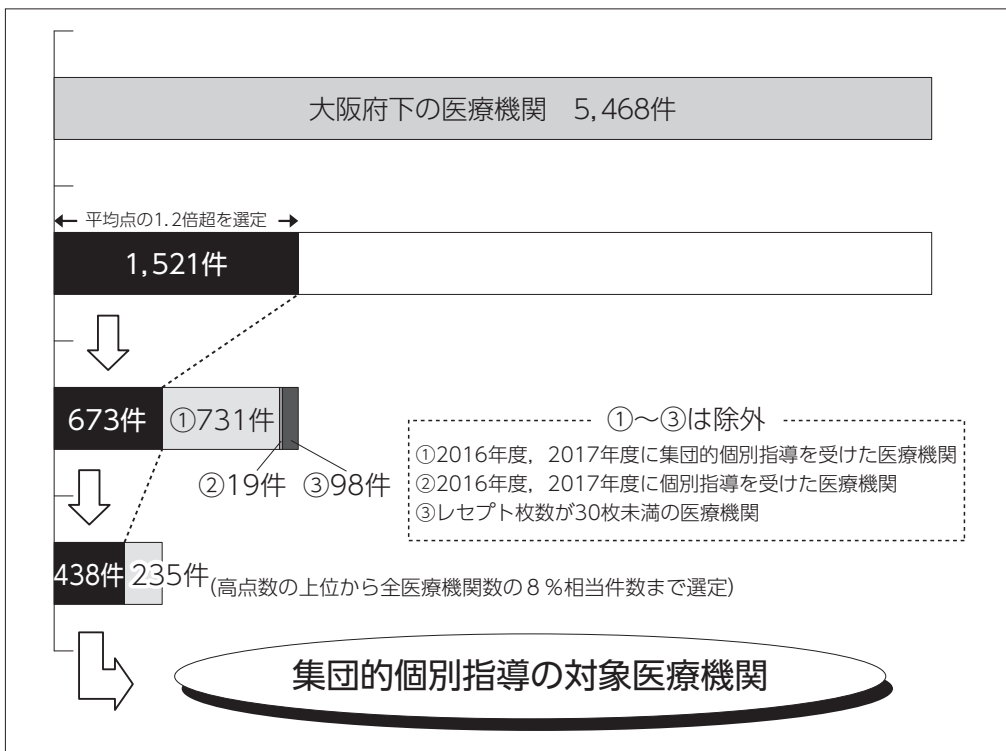 大阪府下の医療機関　5,468件
← 平均点の1.2倍超を選定 →
1,521件
673件 ①731件
②19件 ③98件
①〜③は除外
①2016年度，2017年度に集団的個別指導を受けた医療機関
②2016年度，2017年度に個別指導を受けた医療機関
③レセプト枚数が30枚未満の医療機関
438件 235件(高点数の上位から全医療機関数の８％相当件数まで選定)
集団的個別指導の対象医療機関